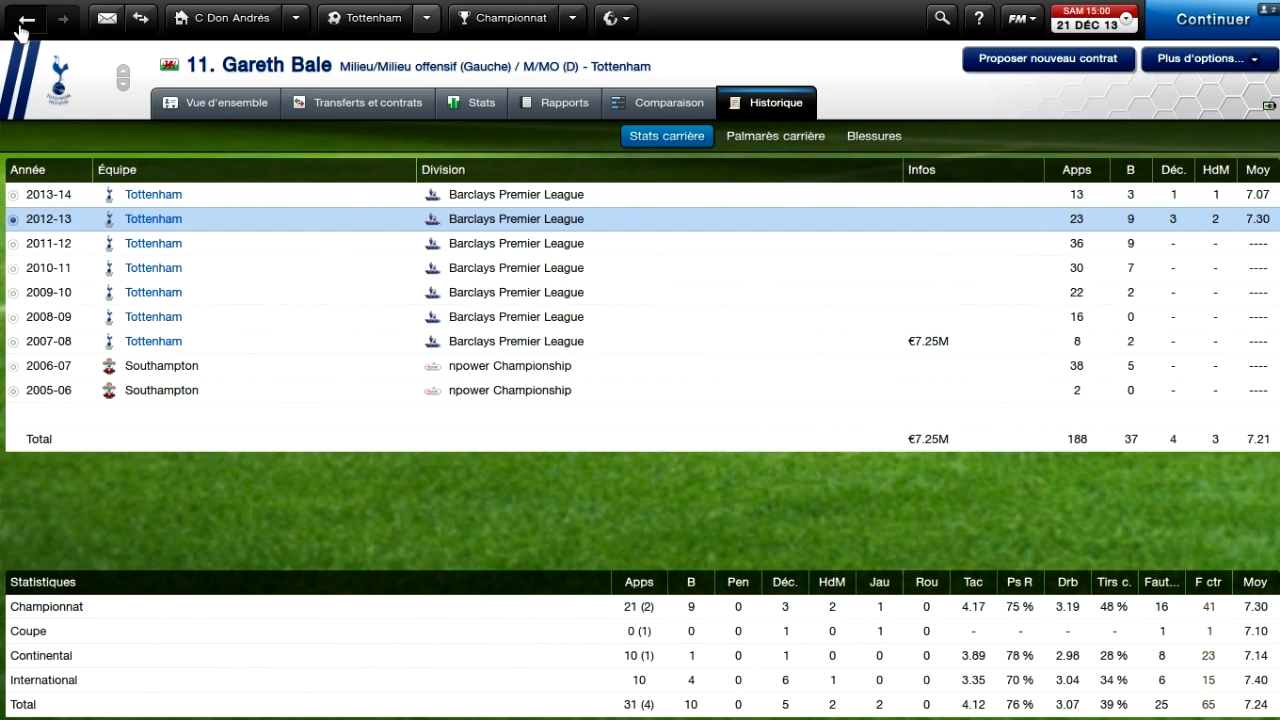 C Don Andrés Tottenham Championnat ? FM SAM 15:00 Continuer
21 DÉC 13
11. Gareth Bale Milieu/Milieu offensif (Gauche) / M/MO (D) - Tottenham Proposer nouveau contrat Plus d'options...
Vue d'ensemble Transferts et contrats Stats Rapports Comparaison Historique
Stats carrière Palmarès carrière Blessures
Année Équipe Division Infos Apps B Déc. HdM Moy
2013-14 Tottenham Barclays Premier League 13 3 1 1 7.07
2012-13 Tottenham Barclays Premier League 23 9 3 2 7.30
2011-12 Tottenham Barclays Premier League 36 9 - - ----
2010-11 Tottenham Barclays Premier League 30 7 - - ----
2009-10 Tottenham Barclays Premier League 22 2 - - ----
2008-09 Tottenham Barclays Premier League 16 0 - - ----
2007-08 Tottenham Barclays Premier League €7.25M 8 2 - - ----
2006-07 Southampton npower Championship 38 5 - - ----
2005-06 Southampton npower Championship 2 0 - - ----
Total €7.25M 188 37 4 3 7.21
Statistiques Apps B Pen Déc. HdM Jau Rou Tac Ps R Drb Tirs c. Faut... F ctr Moy
Championnat 21 (2) 9 0 3 2 1 0 4.17 75 % 3.19 48 % 16 41 7.30
Coupe 0 (1) 0 0 1 0 1 0 - - - - 1 1 7.10
Continental 10 (1) 1 0 1 0 0 0 3.89 78 % 2.98 28 % 8 23 7.14
International 10 4 0 6 1 0 0 3.35 70 % 3.04 34 % 6 15 7.40
Total 31 (4) 10 0 5 2 2 0 4.12 76 % 3.07 39 % 25 65 7.24